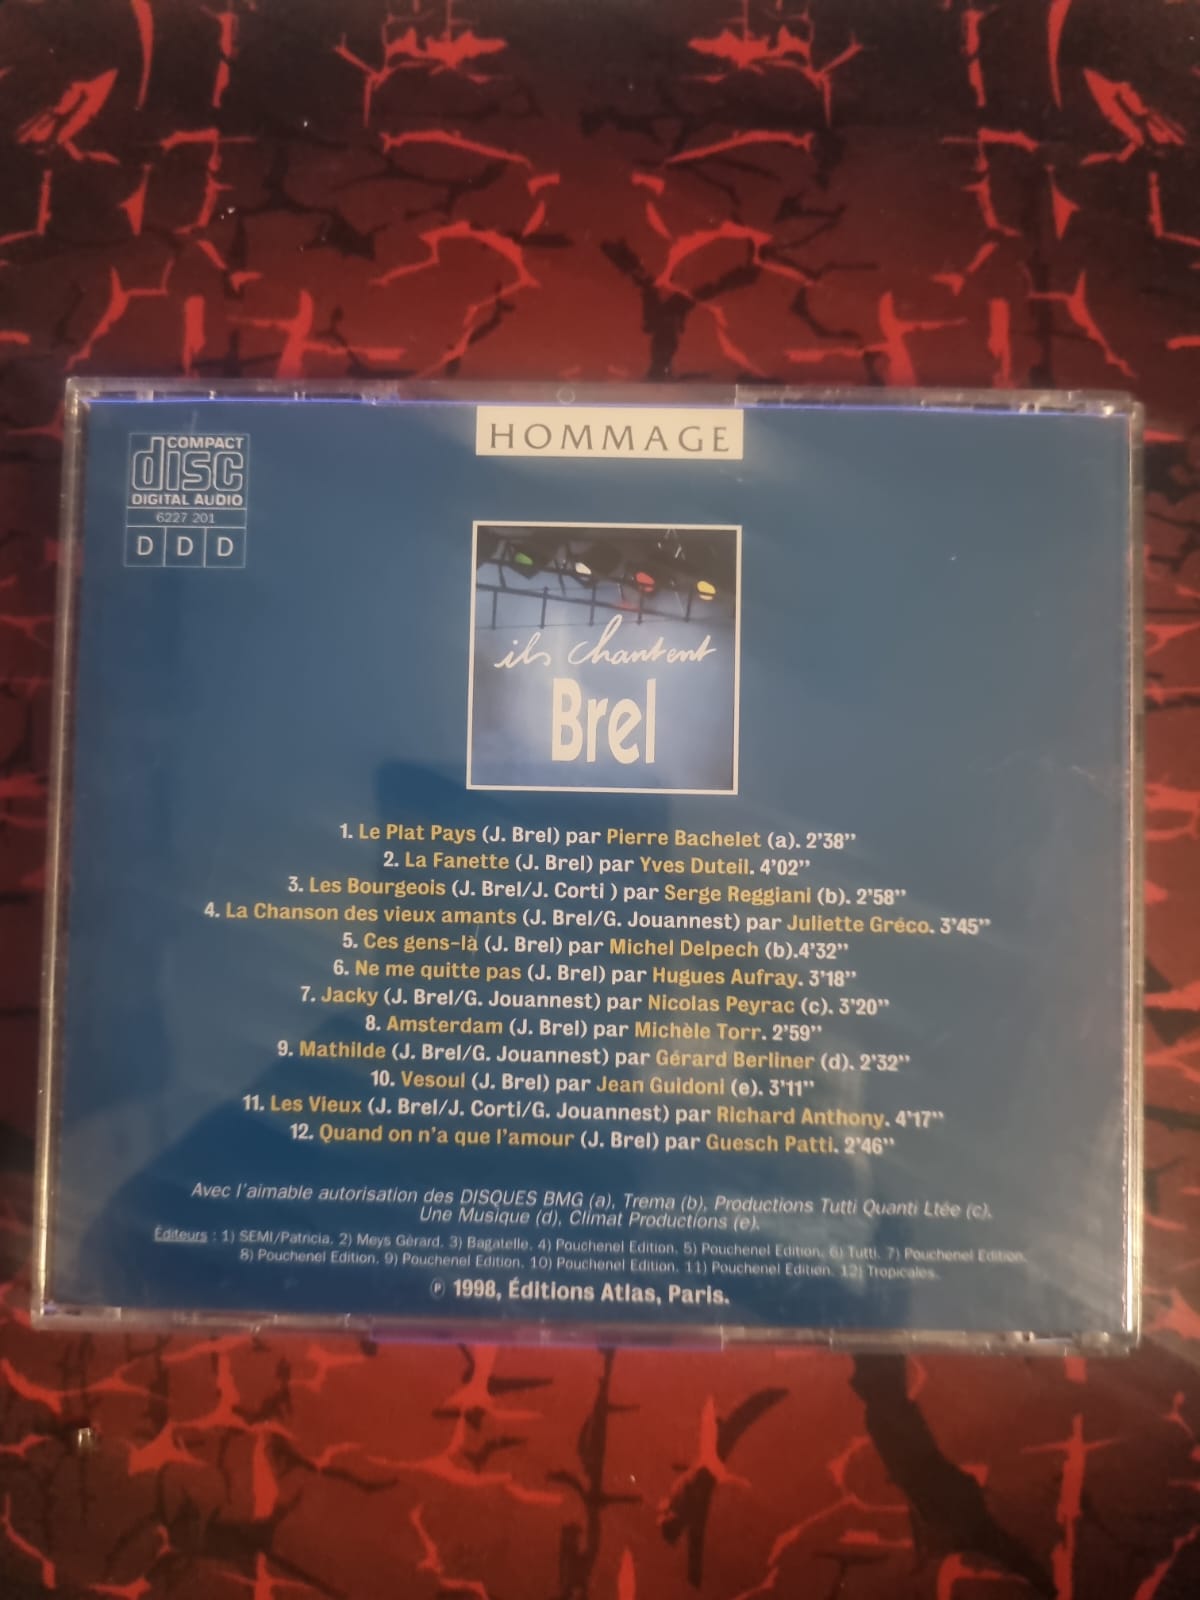 HOMMAGE
COMPACT
disc
DIGITAL AUDIO
6227 201
D D D
ils chantent
Brel
1. Le Plat Pays (J. Brel) par Pierre Bachelet (a). 2'38''
2. La Fanette (J. Brel) par Yves Duteil. 4'02''
3. Les Bourgeois (J. Brel/J. Corti ) par Serge Reggiani (b). 2'58''
4. La Chanson des vieux amants (J. Brel/G. Jouannest) par Juliette Gréco. 3'45''
5. Ces gens-là (J. Brel) par Michel Delpech (b).4'32''
6. Ne me quitte pas (J. Brel) par Hugues Aufray. 3'18''
7. Jacky (J. Brel/G. Jouannest) par Nicolas Peyrac (c). 3'20''
8. Amsterdam (J. Brel) par Michèle Torr. 2'59''
9. Mathilde (J. Brel/G. Jouannest) par Gérard Berliner (d). 2'32''
10. Vesoul (J. Brel) par Jean Guidoni (e). 3'11''
11. Les Vieux (J. Brel/J. Corti/G. Jouannest) par Richard Anthony. 4'17''
12. Quand on n'a que l'amour (J. Brel) par Guesch Patti. 2'46''
Avec l'aimable autorisation des DISQUES BMG (a), Trema (b), Productions Tutti Quanti Ltée (c),
Une Musique (d), Climat Productions (e).
Éditeurs : 1) SEMI/Patricia. 2) Meys Gérard. 3) Bagatelle. 4) Pouchenel Edition. 5) Pouchenel Edition. 6) Tutti. 7) Pouchenel Edition.
8) Pouchenel Edition. 9) Pouchenel Edition. 10) Pouchenel Edition. 11) Pouchenel Edition. 12) Tropicales.
℗ 1998, Éditions Atlas, Paris.